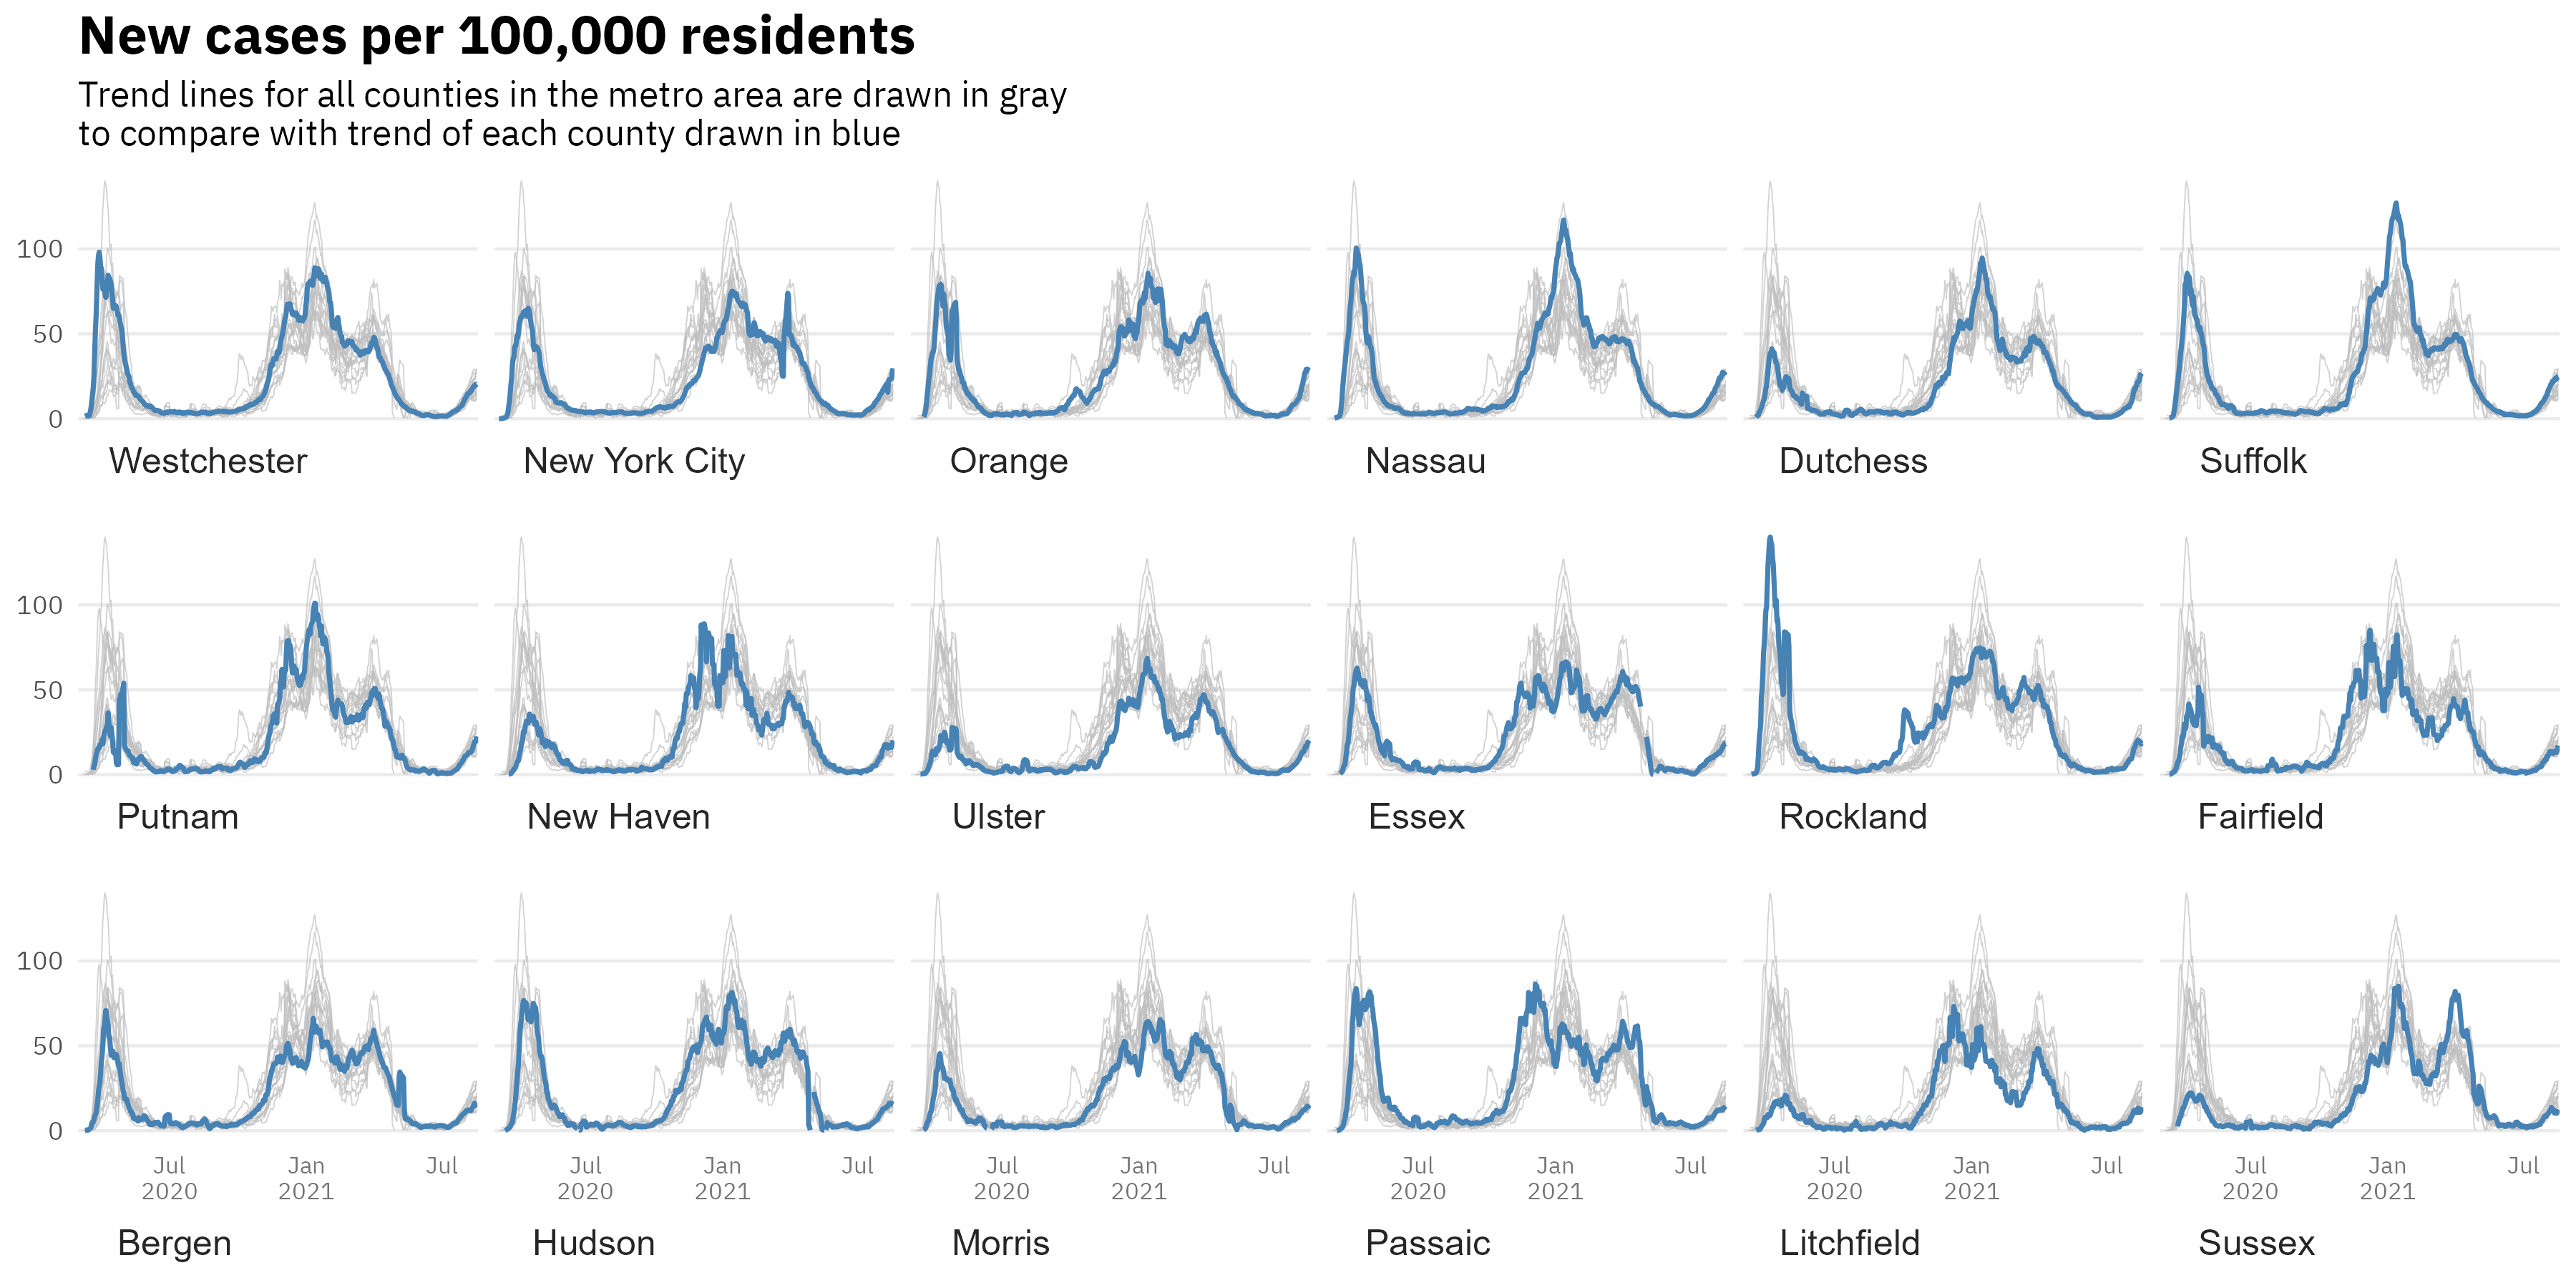 New cases per 100,000 residents
Trend lines for all counties in the metro area are drawn in gray
to compare with trend of each county drawn in blue
100
50
0
Westchester
New York City
Orange
Nassau
Dutchess
Suffolk
100
50
0
Putnam
New Haven
Ulster
Essex
Rockland
Fairfield
100
50
0
Jul Jan Jul Jul Jan Jul Jul Jan Jul Jul Jan Jul Jul Jan Jul Jul Jan Jul
2020 2021 2020 2021 2020 2021 2020 2021 2020 2021 2020 2021
Bergen
Hudson
Morris
Passaic
Litchfield
Sussex